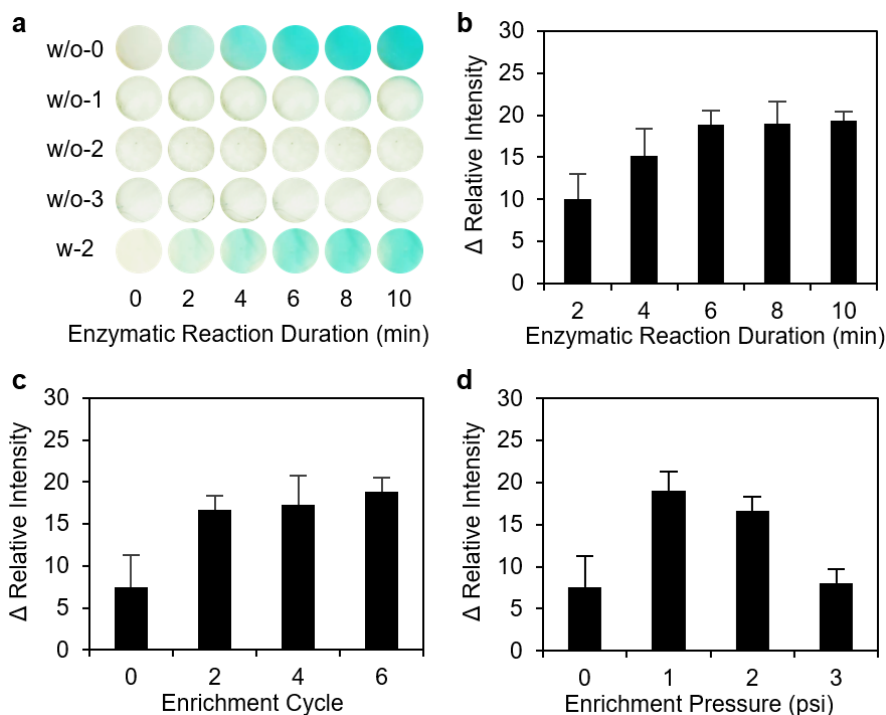 a
w/o-0
w/o-1
w/o-2
w/o-3
w-2
0 2 4 6 8 10
Enzymatic Reaction Duration (min)
b
Δ Relative Intensity
30
25
20
15
10
5
0
2 4 6 8 10
Enzymatic Reaction Duration (min)
c
Δ Relative Intensity
30
25
20
15
10
5
0
0 2 4 6
Enrichment Cycle
d
Δ Relative Intensity
30
25
20
15
10
5
0
0 1 2 3
Enrichment Pressure (psi)